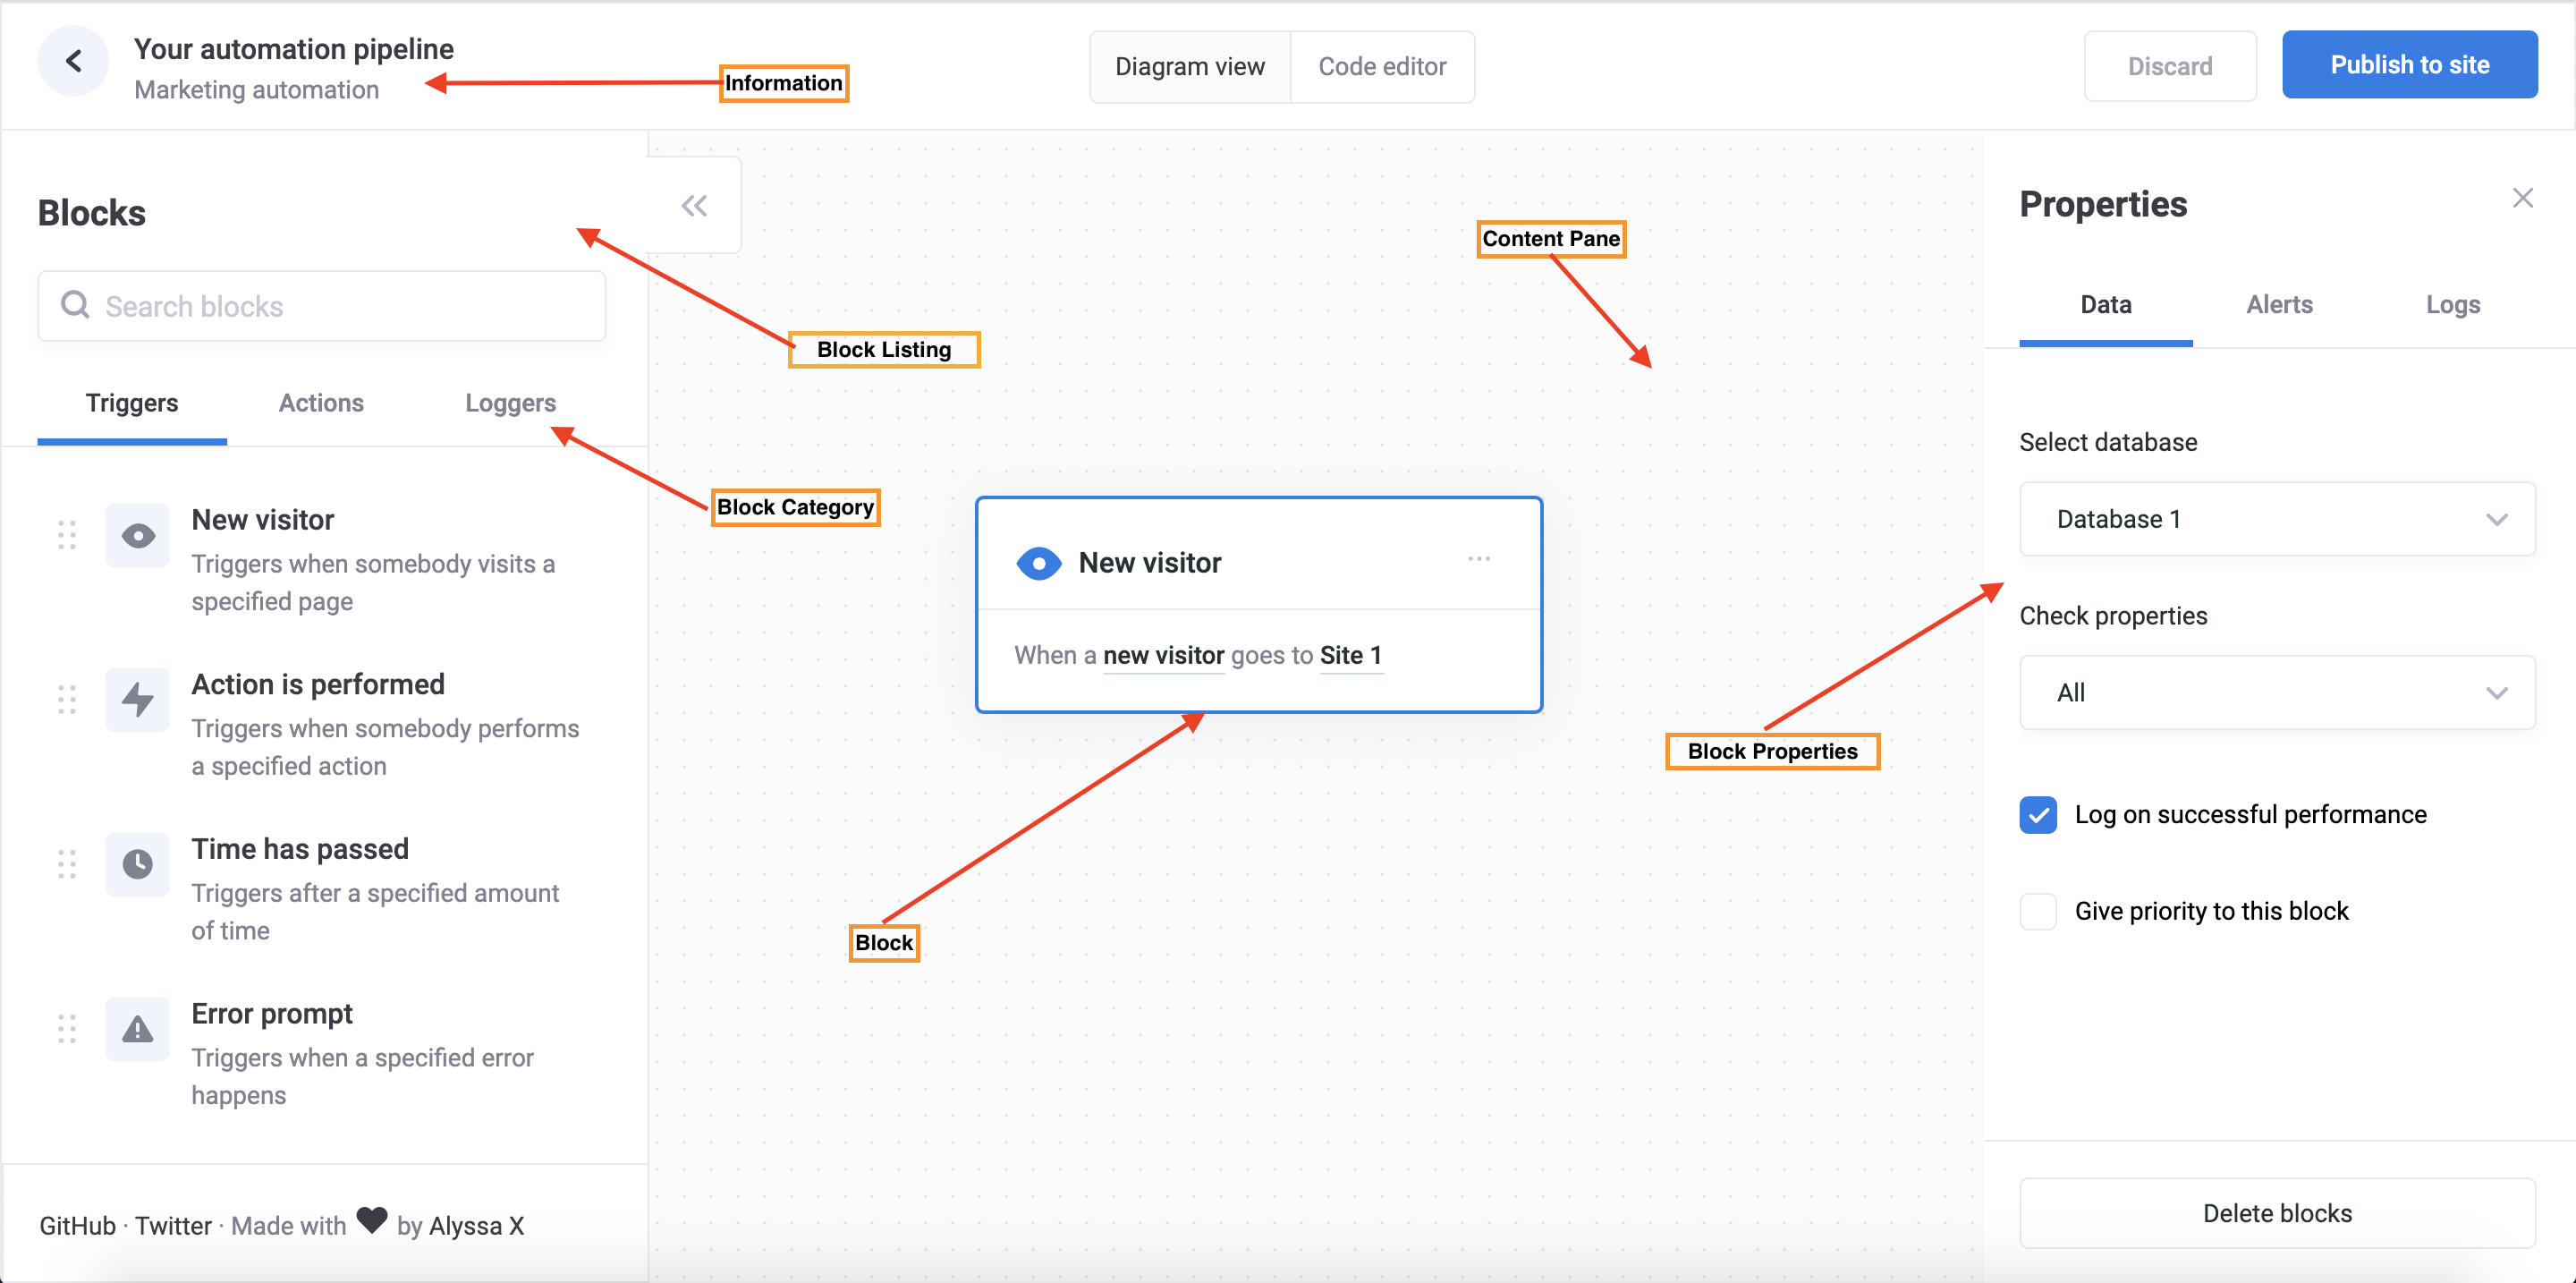 Your automation pipeline
Marketing automation
Information
Diagram view
Code editor
Discard
Publish to site
Blocks
Search blocks
Triggers
Actions
Loggers
New visitor
Triggers when somebody visits a
specified page
Action is performed
Triggers when somebody performs
a specified action
Time has passed
Triggers after a specified amount
of time
Error prompt
Triggers when a specified error
happens
GitHub · Twitter · Made with by Alyssa X
Block Listing
Block Category
Content Pane
New visitor
When a new visitor goes to Site 1
Block
Block Properties
Properties
Data
Alerts
Logs
Select database
Database 1
Check properties
All
Log on successful performance
Give priority to this block
Delete blocks